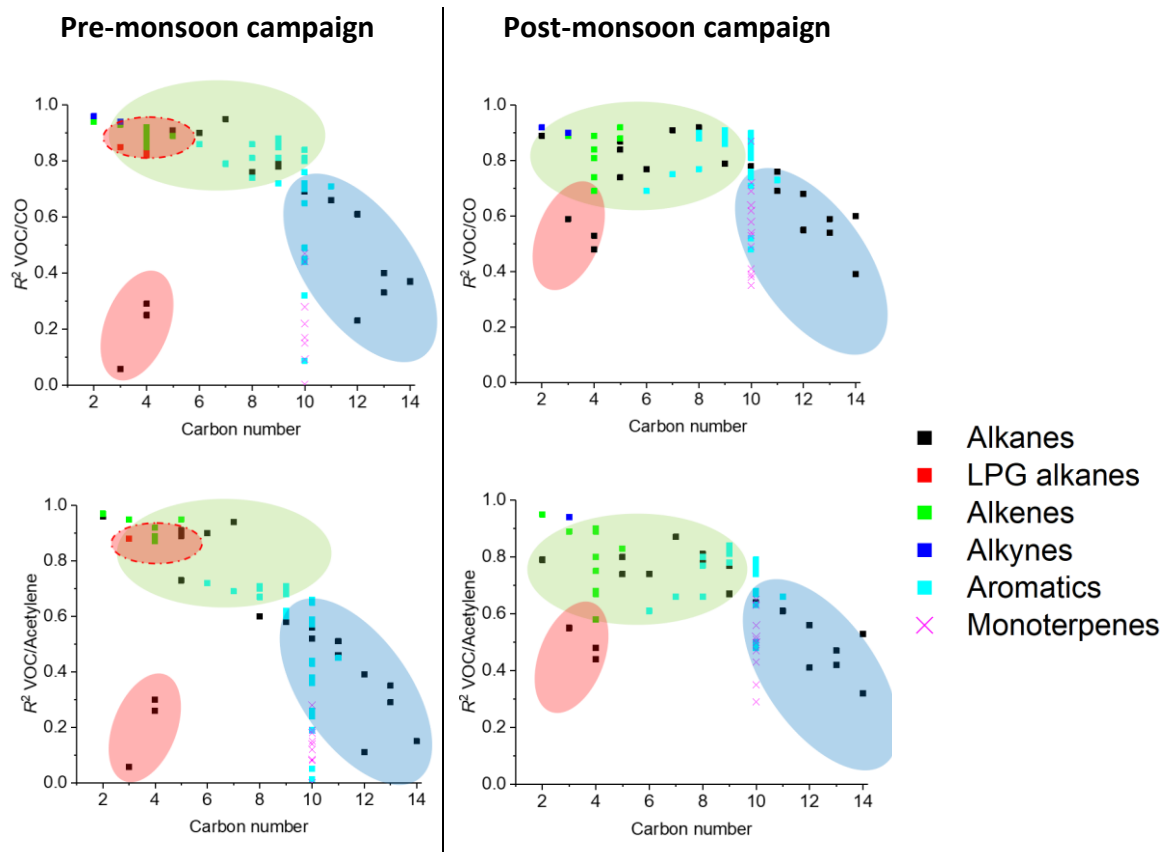 Pre-monsoon campaign
Post-monsoon campaign
1.0
0.8
0.6
0.4
0.2
0.0
R² VOC/CO
2 4 6 8 10 12 14
Carbon number
1.0
0.8
0.6
0.4
0.2
0.0
R² VOC/CO
2 4 6 8 10 12 14
Carbon number
1.0
0.8
0.6
0.4
0.2
0.0
R² VOC/Acetylene
2 4 6 8 10 12 14
Carbon number
1.0
0.8
0.6
0.4
0.2
0.0
R² VOC/Acetylene
2 4 6 8 10 12 14
Carbon number
Alkanes
LPG alkanes
Alkenes
Alkynes
Aromatics
Monoterpenes